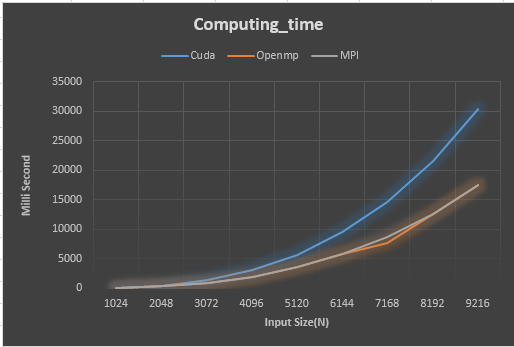 Computing_time
Cuda Openmp MPI
35000
30000
25000
20000
15000
10000
5000
0
Milli Second
1024 2048 3072 4096 5120 6144 7168 8192 9216
Input Size(N)